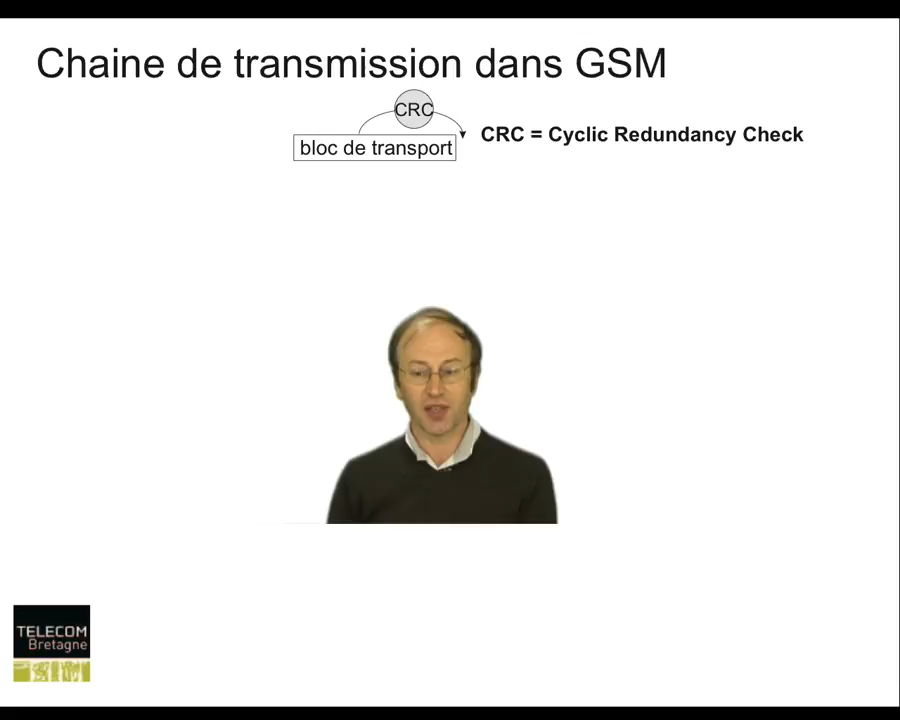 Chaine de transmission dans GSM
CRC
bloc de transport
CRC = Cyclic Redundancy Check
TELECOM
Bretagne